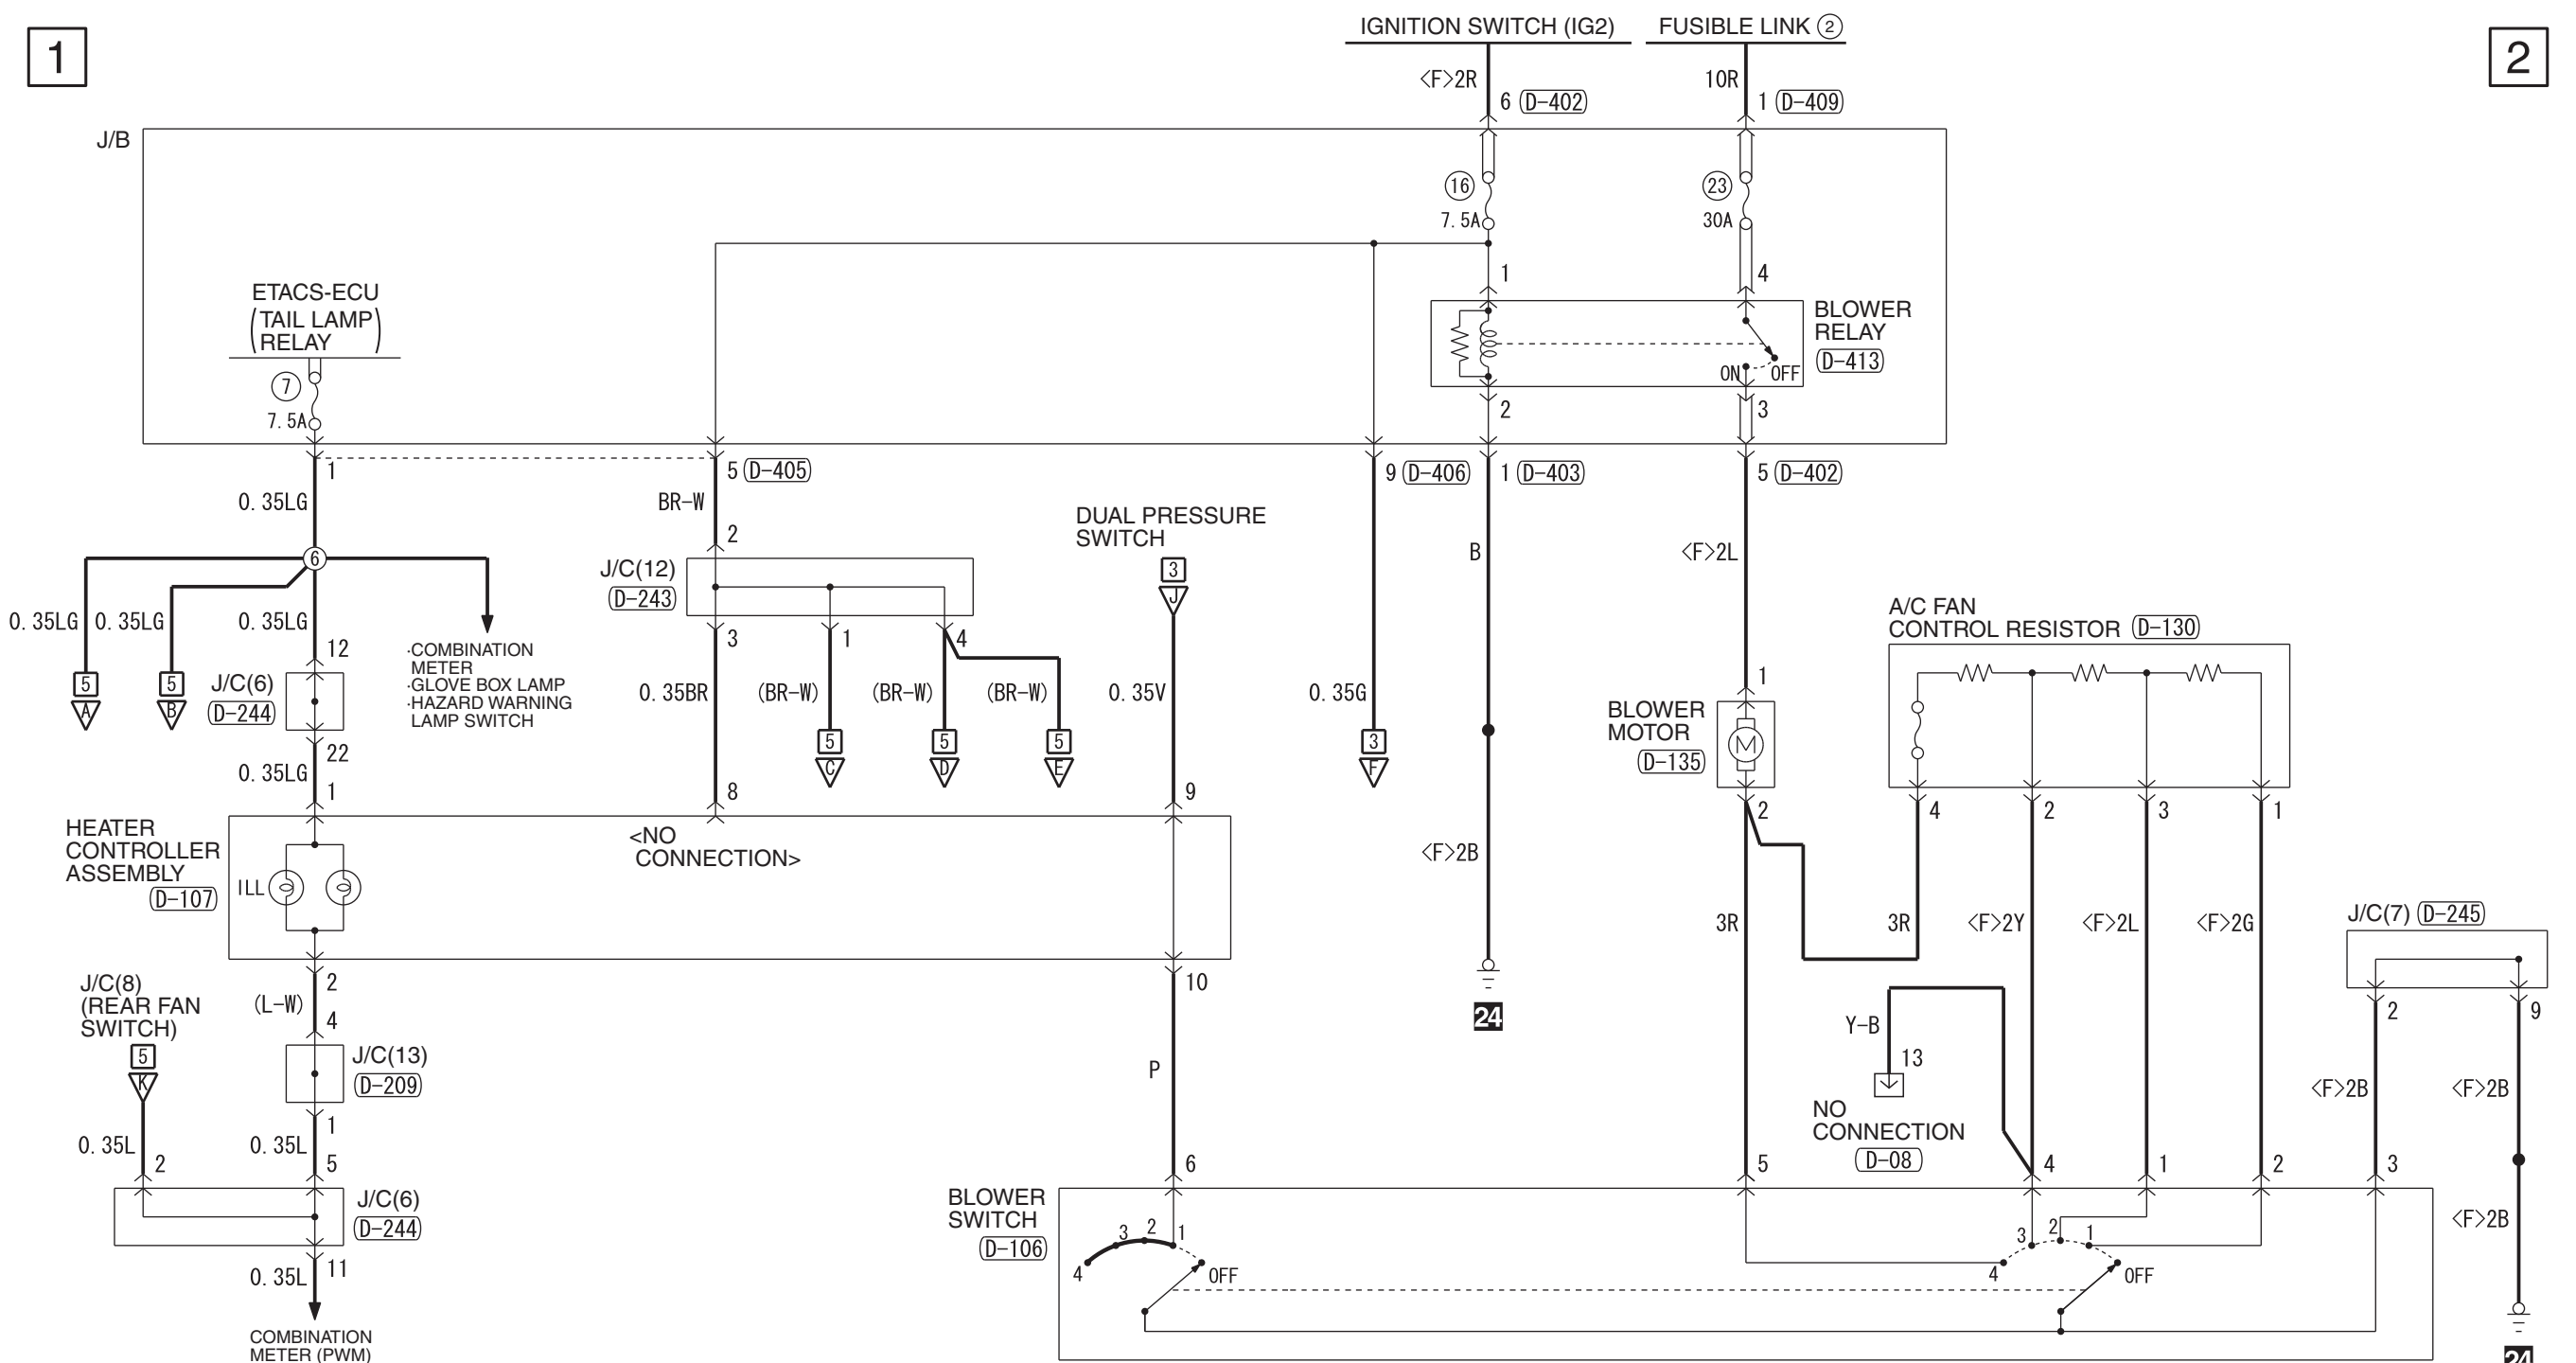 1
IGNITION SWITCH (IG2)
FUSIBLE LINK ②
2
<F>2R
10R
6 (D-402)
1 (D-409)
J/B
16
7.5A
23
30A
1
4
ETACS-ECU
(TAIL LAMP
RELAY)
BLOWER
RELAY
(D-413)
ON
OFF
7
7.5A
2
3
1
5 (D-405)
9 (D-406)
1 (D-403)
5 (D-402)
0.35LG
BR-W
2
DUAL PRESSURE
SWITCH
3
J
B
<F>2L
6
J/C(12)
(D-243)
A/C FAN
CONTROL RESISTOR (D-130)
0.35LG
0.35LG
0.35LG
12
·COMBINATION
METER
·GLOVE BOX LAMP
·HAZARD WARNING
LAMP SWITCH
3
1
4
5
A
5
B
J/C(6)
(D-244)
0.35BR
(BR-W)
(BR-W)
(BR-W)
0.35V
0.35G
1
BLOWER
MOTOR
(D-135)
M
5
C
5
D
5
E
3
F
22
0.35LG
1
8
9
2
4
2
3
1
HEATER
CONTROLLER
ASSEMBLY
(D-107)
ILL
<NO
CONNECTION>
<F>2B
3R
3R
<F>2Y
<F>2L
<F>2G
J/C(7) (D-245)
J/C(8)
(REAR FAN
SWITCH)
2
(L-W)
4
10
24
2
9
5
K
J/C(13)
(D-209)
Y-B
13
NO
CONNECTION
(D-08)
P
<F>2B
<F>2B
0.35L
2
0.35L
1
5
6
5
4
1
2
3
J/C(6)
(D-244)
BLOWER
SWITCH
(D-106)
4
3
2
1
OFF
4
3
2
1
OFF
<F>2B
0.35L
11
COMBINATION
METER (PWM)
24